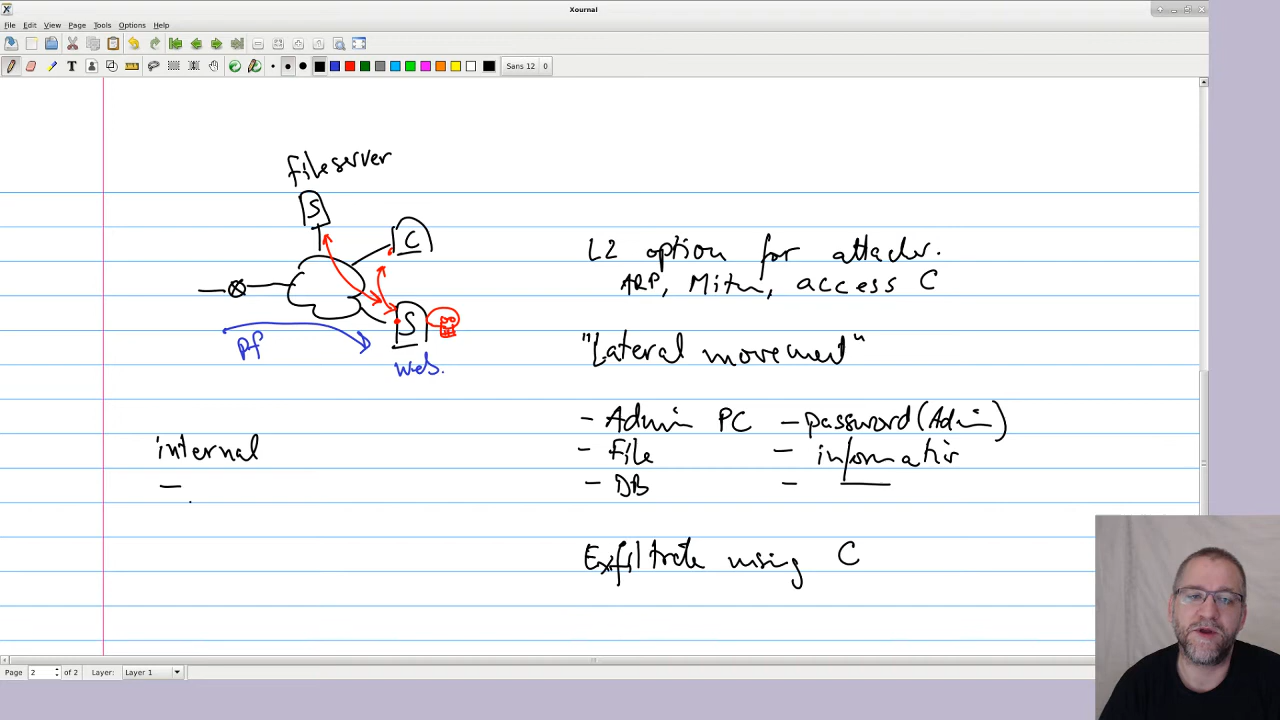 Xournal
File Edit View Page Tools Options Help
Sans 12 0
fileserver
S
C
S
pf
web.
L2 option for attacker.
ARP, Mitm, access C
"Lateral movement"
- Admin PC - password (Admin)
- File - information
- DB -
internal
-
Exfiltrate using C
Page 2 of 2 Layer: Layer 1